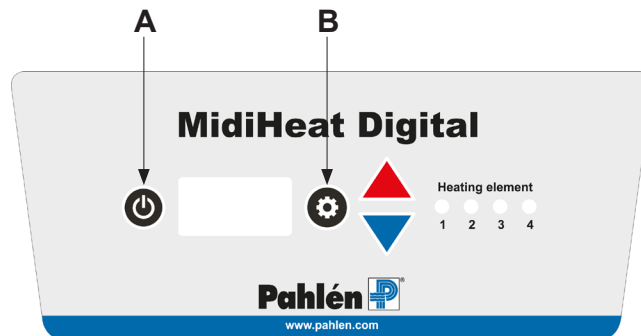 A B
MidiHeat Digital
Heating element
1 2 3 4
Pahlén ®
www.pahlen.com